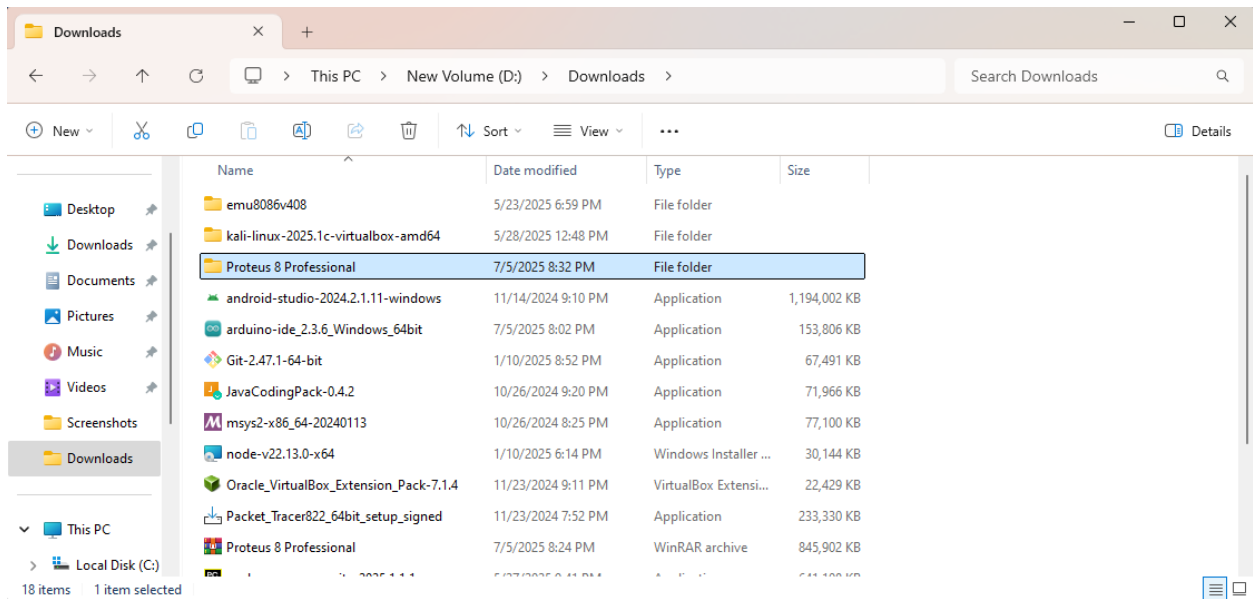 Downloads
This PC > New Volume (D:) > Downloads >
Search Downloads
New
Sort
View
Details
Name Date modified Type Size
Desktop
Downloads
Documents
Pictures
Music
Videos
Screenshots
Downloads
This PC
Local Disk (C:)
emu8086v408 5/23/2025 6:59 PM File folder
kali-linux-2025.1c-virtualbox-amd64 5/28/2025 12:48 PM File folder
Proteus 8 Professional 7/5/2025 8:32 PM File folder
android-studio-2024.2.1.11-windows 11/14/2024 9:10 PM Application 1,194,002 KB
arduino-ide_2.3.6_Windows_64bit 7/5/2025 8:02 PM Application 153,806 KB
Git-2.47.1-64-bit 1/10/2025 8:52 PM Application 67,491 KB
JavaCodingPack-0.4.2 10/26/2024 9:20 PM Application 71,966 KB
msys2-x86_64-20240113 10/26/2024 8:25 PM Application 77,100 KB
node-v22.13.0-x64 1/10/2025 6:14 PM Windows Installer ... 30,144 KB
Oracle_VirtualBox_Extension_Pack-7.1.4 11/23/2024 9:11 PM VirtualBox Extensi... 22,429 KB
Packet_Tracer822_64bit_setup_signed 11/23/2024 7:52 PM Application 233,330 KB
Proteus 8 Professional 7/5/2025 8:24 PM WinRAR archive 845,902 KB
18 items 1 item selected